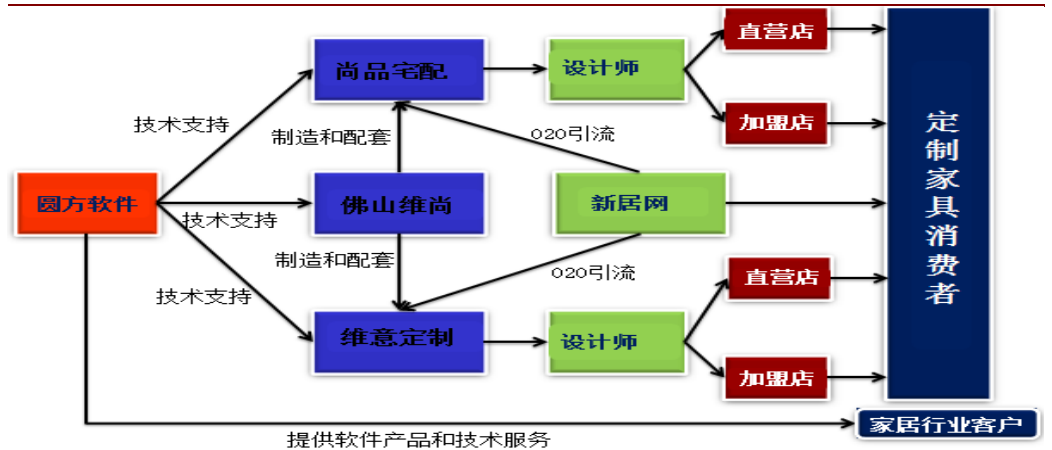 直营店
尚品宅配
设计师
技术支持
制造和配套
O2O引流
加盟店
定制家具消费者
圆方软件
技术支持
佛山维尚
新居网
制造和配套
O2O引流
直营店
技术支持
维意定制
设计师
加盟店
家居行业客户
提供软件产品和技术服务